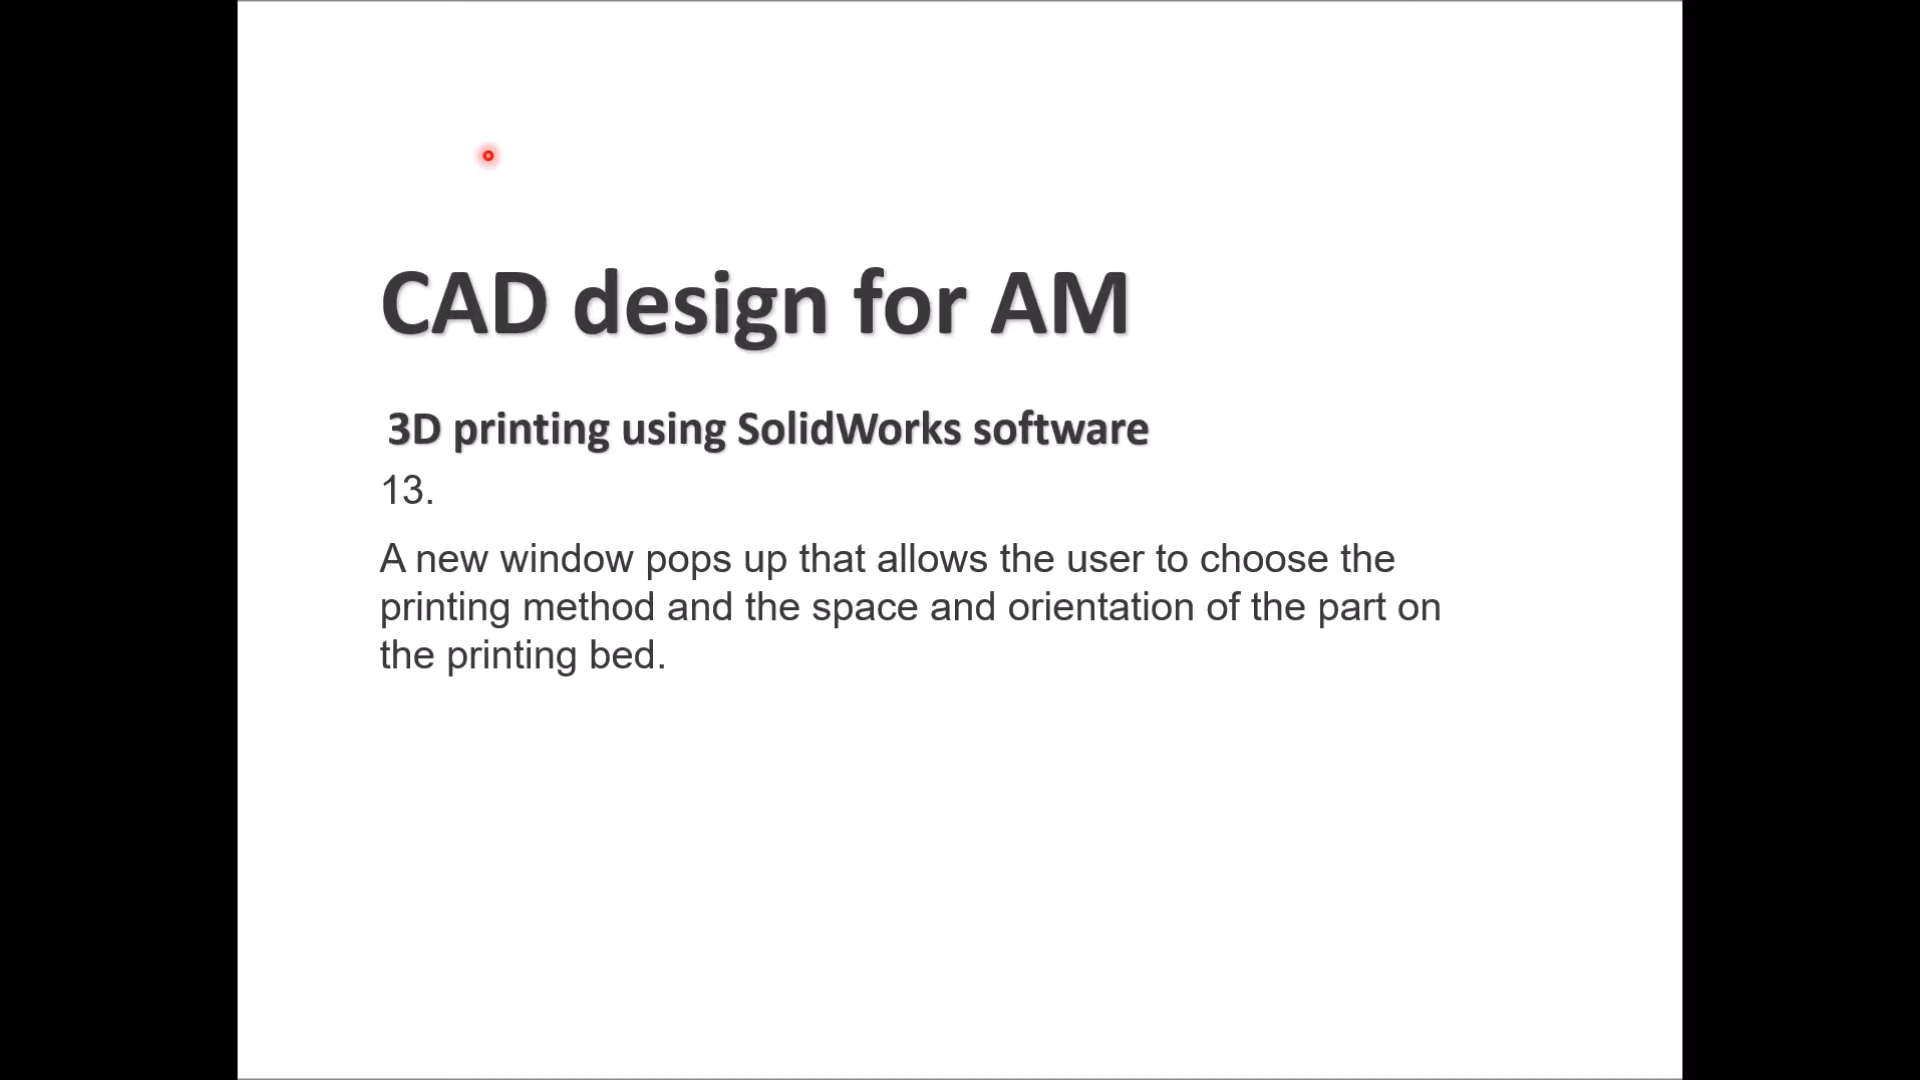 CAD design for AM
3D printing using SolidWorks software
13.
A new window pops up that allows the user to choose the
printing method and the space and orientation of the part on
the printing bed.